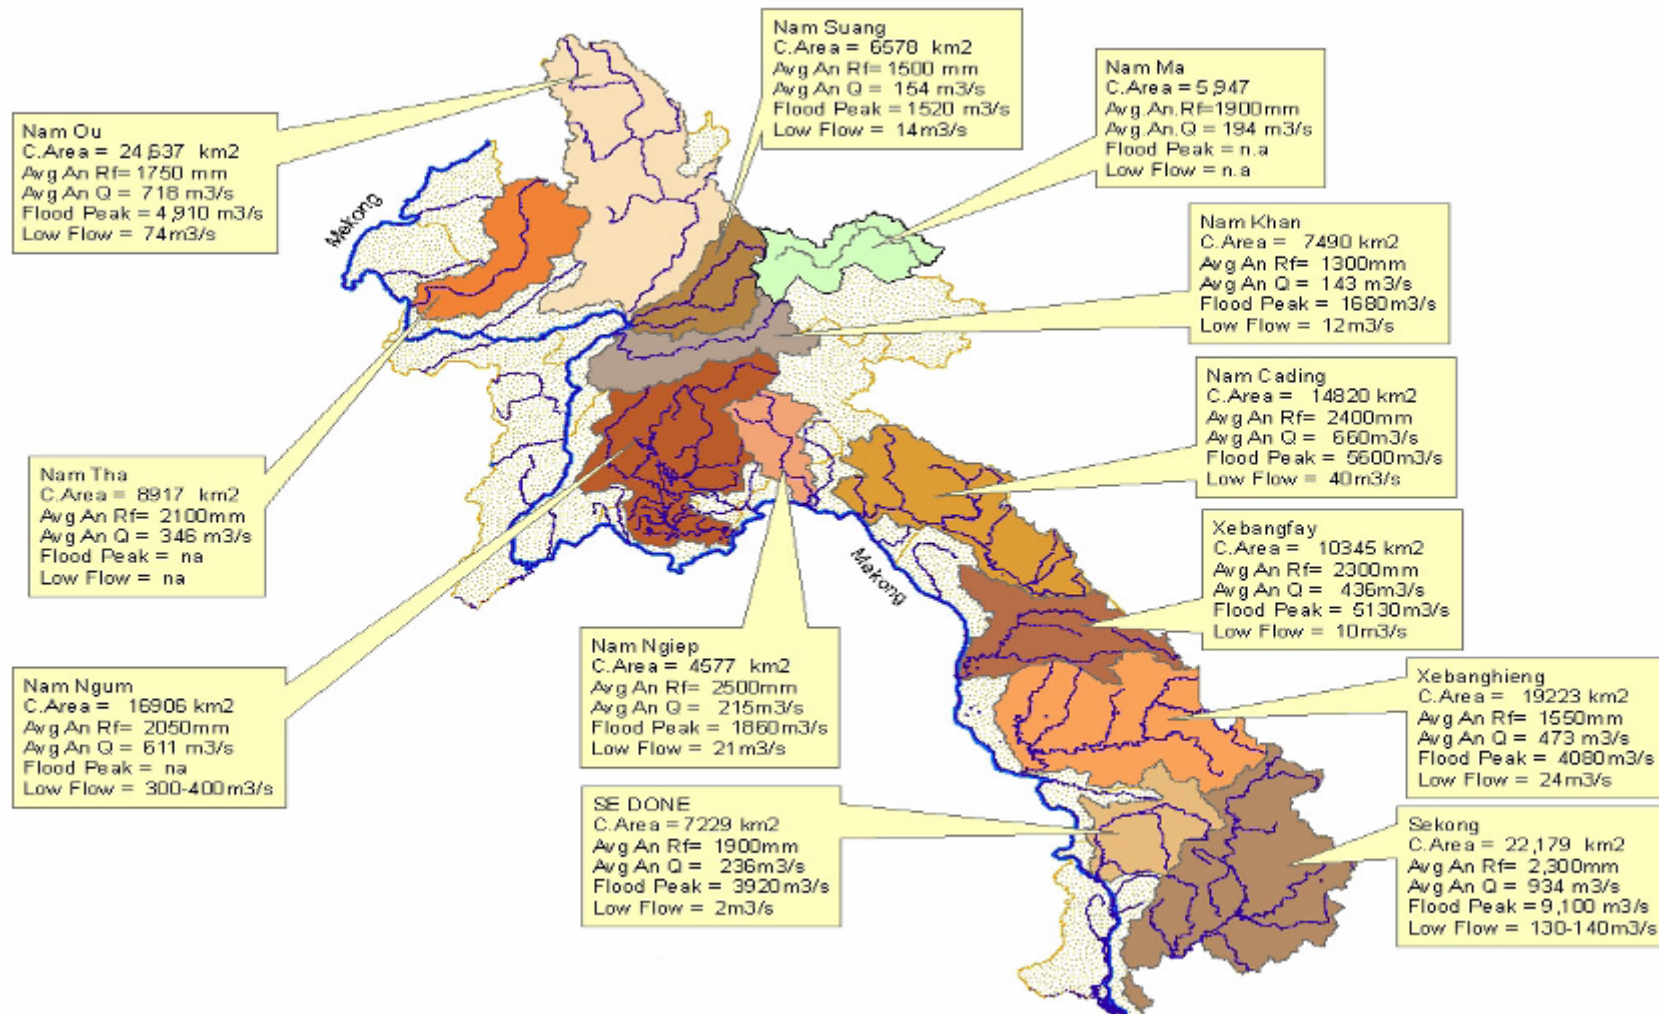 Nam Ou
C.Area = 24,637 km2
Avg An Rf= 1750 mm
Avg An Q = 718 m3/s
Flood Peak = 4,910 m3/s
Low Flow = 74m3/s
Nam Suang
C.Area = 6578 km2
Avg An Rf= 1500 mm
Avg An Q = 154 m3/s
Flood Peak = 1520 m3/s
Low Flow = 14m3/s
Nam Ma
C.Area = 5,947
Avg.An.Rf=1900mm
Avg.An.Q = 194 m3/s
Flood Peak = n.a
Low Flow = n.a
Nam Khan
C.Area = 7490 km2
Avg An Rf= 1300mm
Avg An Q = 143 m3/s
Flood Peak = 1680m3/s
Low Flow = 12m3/s
Mekong
Nam Cading
C.Area = 14820 km2
Avg An Rf= 2400mm
Avg An Q = 660m3/s
Flood Peak = 5600m3/s
Low Flow = 40m3/s
Nam Tha
C.Area = 8917 km2
Avg An Rf= 2100mm
Avg An Q = 346 m3/s
Flood Peak = na
Low Flow = na
Xebangfay
C.Area = 10345 km2
Avg An Rf= 2300mm
Avg An Q = 436m3/s
Flood Peak = 5130m3/s
Low Flow = 10m3/s
Makong
Nam Ngum
C.Area = 16906 km2
Avg An Rf= 2050mm
Avg An Q = 611 m3/s
Flood Peak = na
Low Flow = 300-400m3/s
Nam Ngiep
C.Area = 4577 km2
Avg An Rf= 2500mm
Avg An Q = 215m3/s
Flood Peak = 1860m3/s
Low Flow = 21m3/s
Xebanghieng
C.Area = 19223 km2
Avg An Rf= 1550mm
Avg An Q = 473 m3/s
Flood Peak = 4080m3/s
Low Flow = 24m3/s
SE DONE
C.Area = 7229 km2
Avg An Rf= 1900mm
Avg An Q = 236m3/s
Flood Peak = 3920m3/s
Low Flow = 2m3/s
Sekong
C.Area = 22,179 km2
Avg An Rf= 2,300mm
Avg An Q = 934 m3/s
Flood Peak = 9,100 m3/s
Low Flow = 130-140m3/s